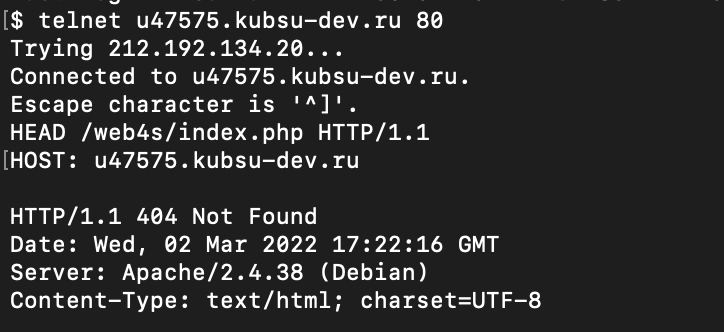 [$ telnet u47575.kubsu-dev.ru 80
Trying 212.192.134.20...
Connected to u47575.kubsu-dev.ru.
Escape character is '^]'.
HEAD /web4s/index.php HTTP/1.1
[HOST: u47575.kubsu-dev.ru
HTTP/1.1 404 Not Found
Date: Wed, 02 Mar 2022 17:22:16 GMT
Server: Apache/2.4.38 (Debian)
Content-Type: text/html; charset=UTF-8